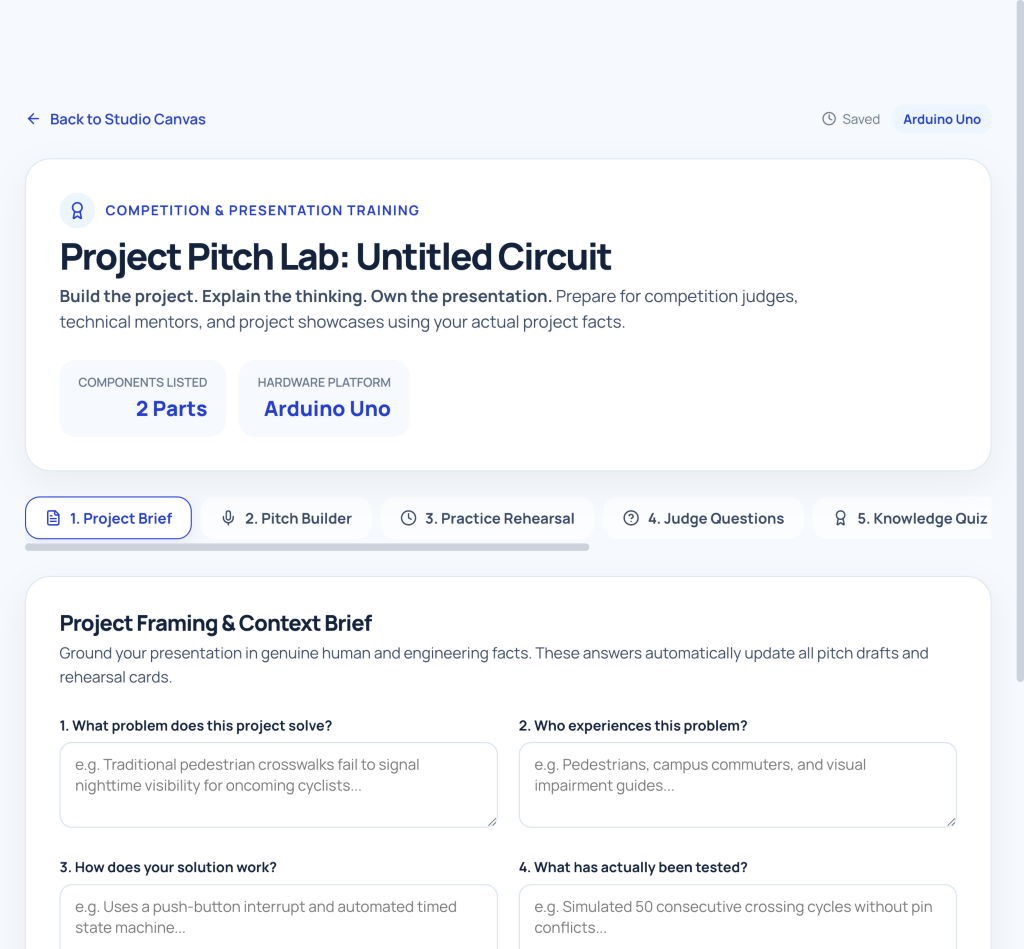 Back to Studio Canvas
Saved
Arduino Uno
COMPETITION & PRESENTATION TRAINING
Project Pitch Lab: Untitled Circuit
Build the project. Explain the thinking. Own the presentation. Prepare for competition judges,
technical mentors, and project showcases using your actual project facts.
COMPONENTS LISTED
2 Parts
HARDWARE PLATFORM
Arduino Uno
1. Project Brief
2. Pitch Builder
3. Practice Rehearsal
4. Judge Questions
5. Knowledge Quiz
Project Framing & Context Brief
Ground your presentation in genuine human and engineering facts. These answers automatically update all pitch drafts and
rehearsal cards.
1. What problem does this project solve?
e.g. Traditional pedestrian crosswalks fail to signal
nighttime visibility for oncoming cyclists...
2. Who experiences this problem?
e.g. Pedestrians, campus commuters, and visual
impairment guides...
3. How does your solution work?
e.g. Uses a push-button interrupt and automated timed
state machine...
4. What has actually been tested?
e.g. Simulated 50 consecutive crossing cycles without pin
conflicts...